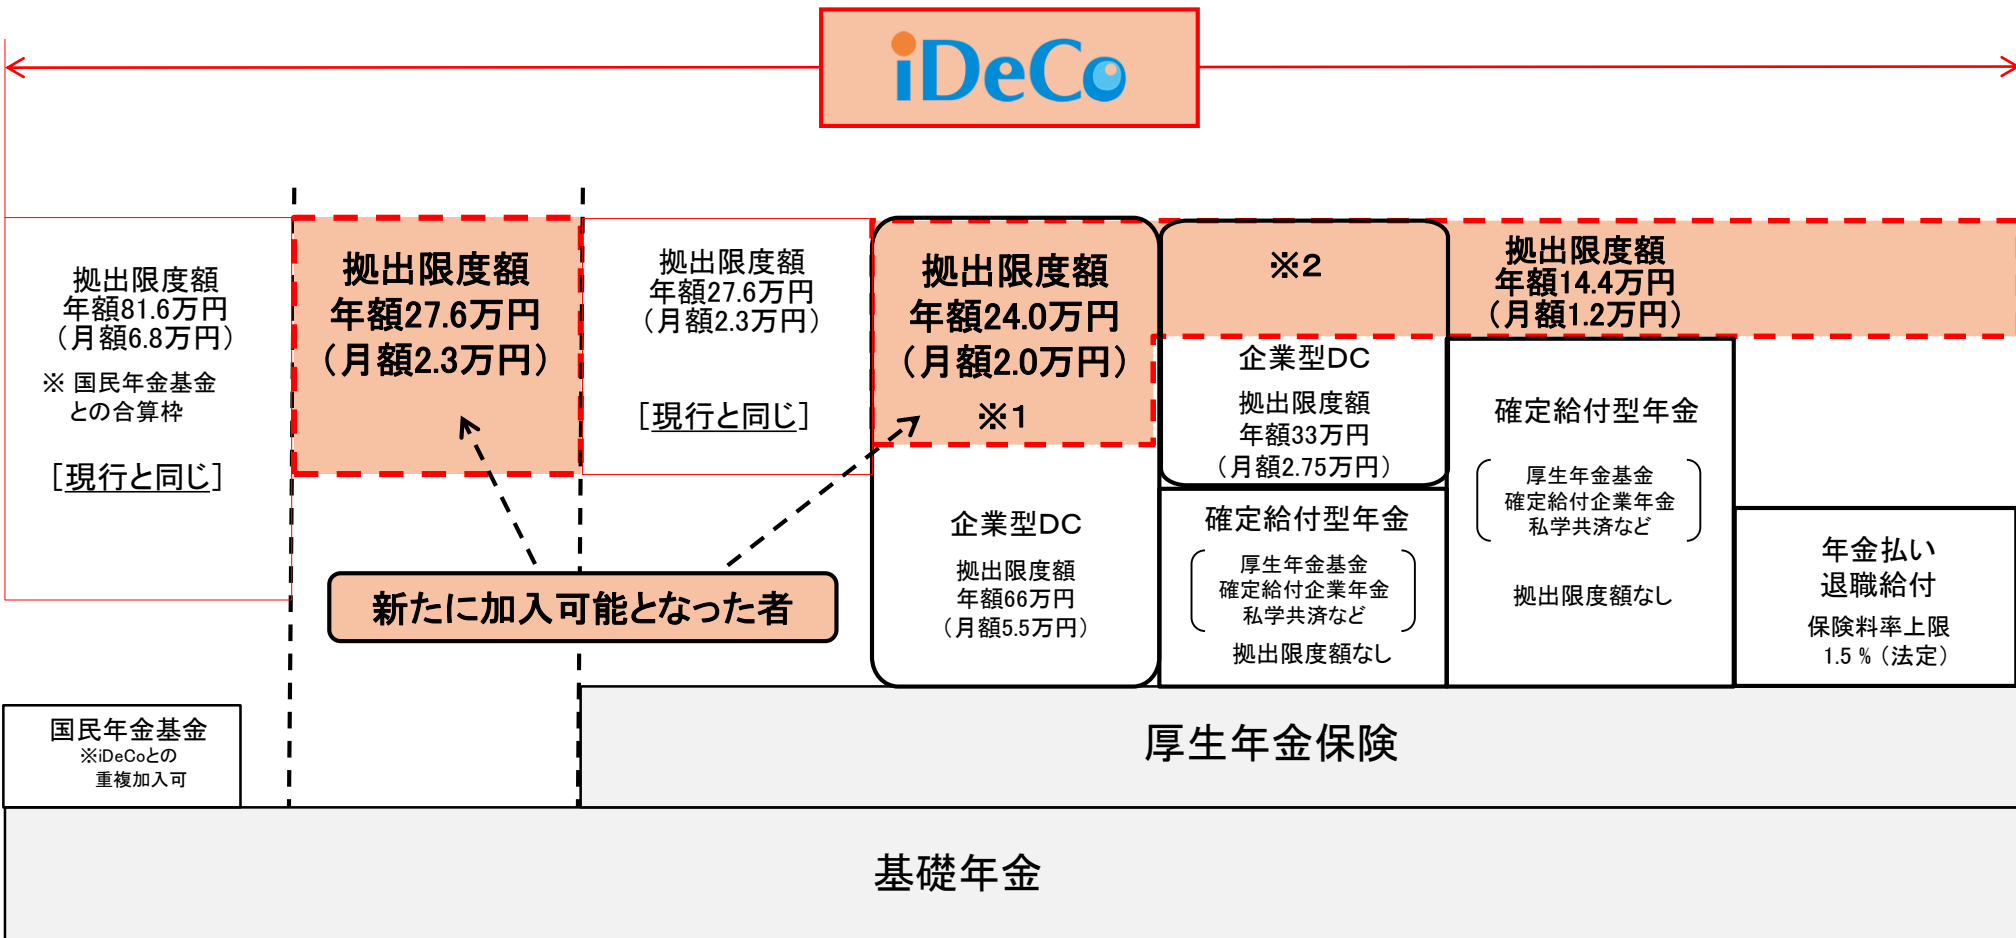 iDeCo
拠出限度額
年額81.6万円
（月額6.8万円）
※ 国民年金基金
との合算枠
［現行と同じ］
拠出限度額
年額27.6万円
（月額2.3万円）
拠出限度額
年額27.6万円
（月額2.3万円）
［現行と同じ］
拠出限度額
年額24.0万円
（月額2.0万円）
※1
※2
拠出限度額
年額14.4万円
（月額1.2万円）
新たに加入可能となった者
企業型DC
拠出限度額
年額66万円
（月額5.5万円）
企業型DC
拠出限度額
年額33万円
（月額2.75万円）
確定給付型年金
厚生年金基金
確定給付企業年金
私学共済など
拠出限度額なし
確定給付型年金
厚生年金基金
確定給付企業年金
私学共済など
拠出限度額なし
年金払い
退職給付
保険料率上限
1.5％（法定）
国民年金基金
※iDeCoとの
重複加入可
厚生年金保険
基礎年金